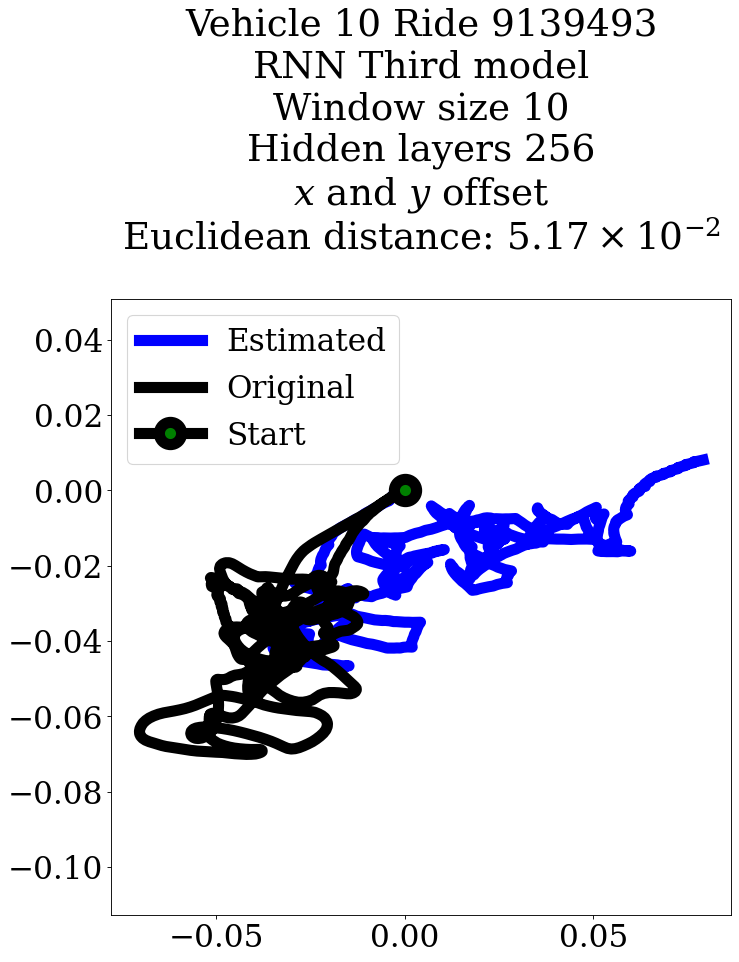 Vehicle 10 Ride 9139493
RNN Third model
Window size 10
Hidden layers 256
x and y offset
Euclidean distance: 5.17 × 10⁻²
Estimated
Original
Start
0.04
0.02
0.00
−0.02
−0.04
−0.06
−0.08
−0.10
−0.05
0.00
0.05